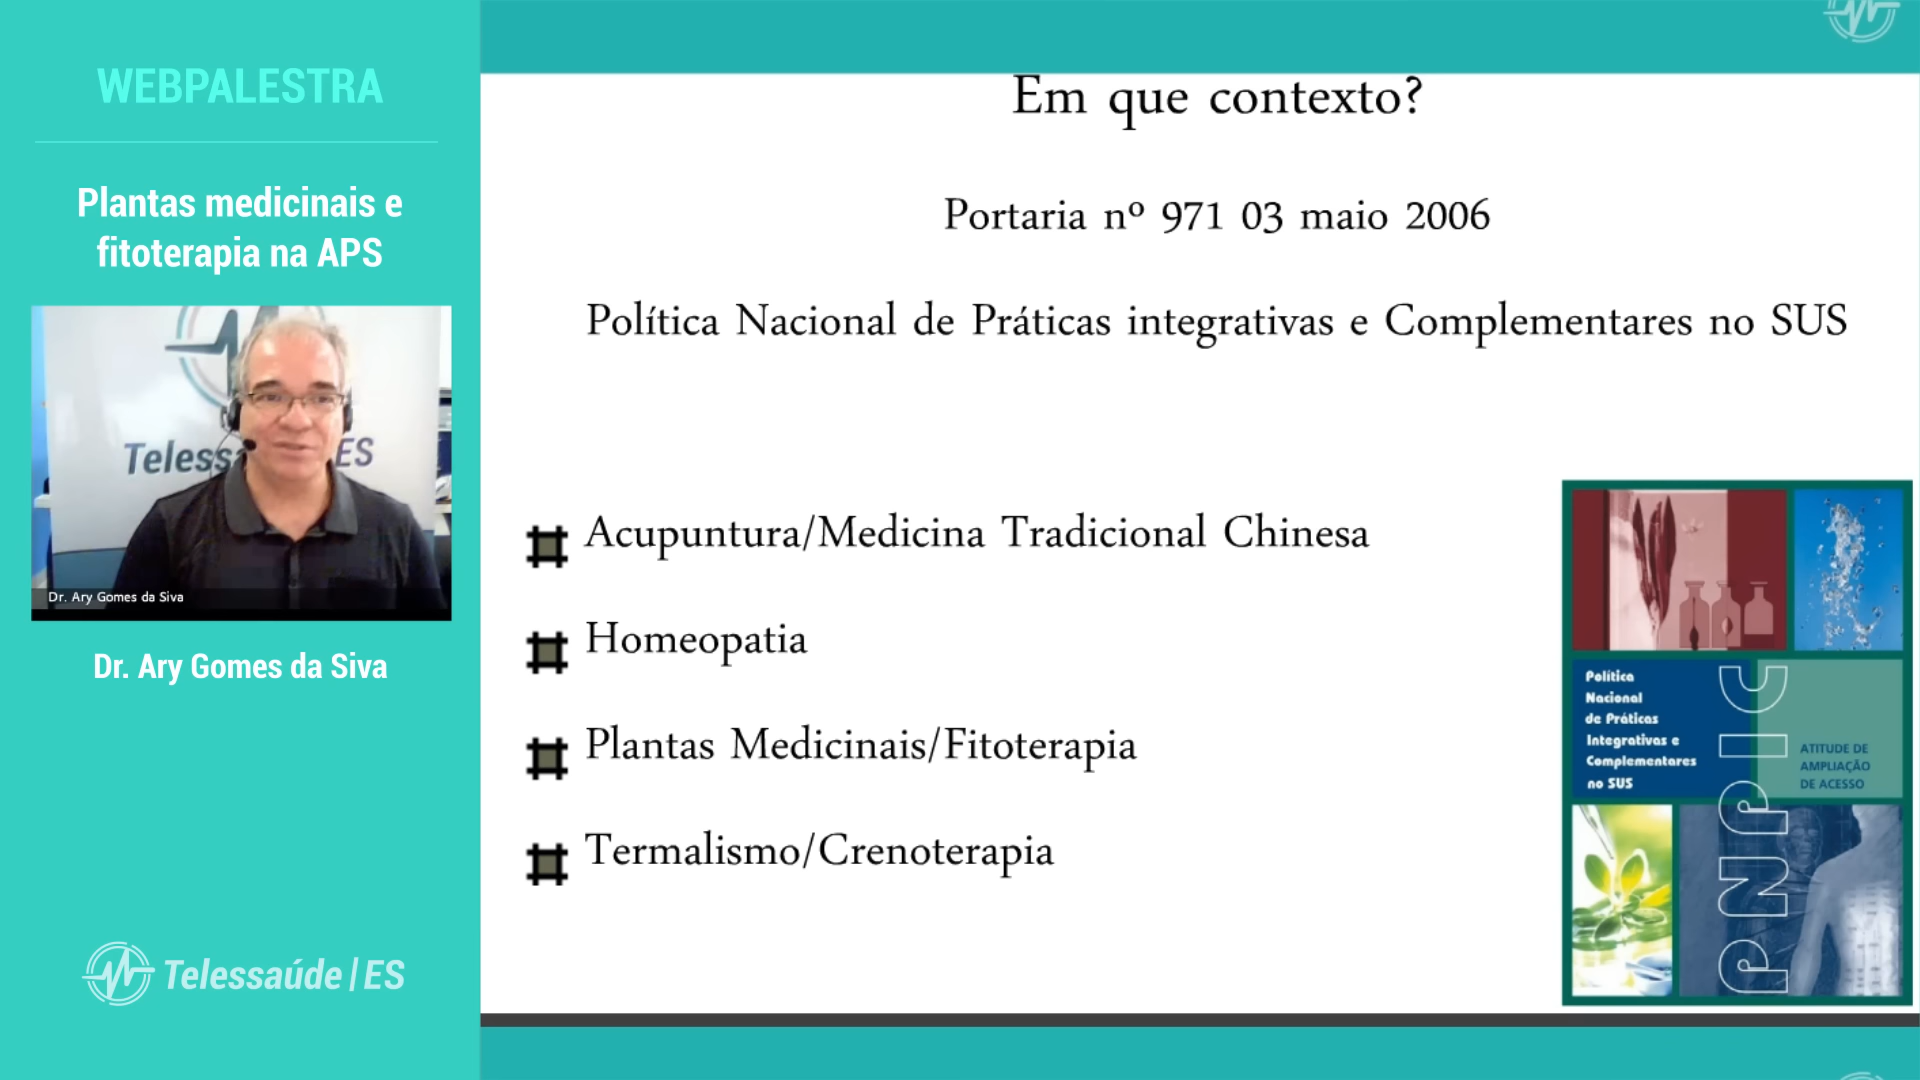 WEBPALESTRA
Plantas medicinais e
fitoterapia na APS
Telessa ES
Dr. Ary Gomes da Siva
Dr. Ary Gomes da Siva
Telessaúde|ES
Em que contexto?
Portaria nº 971 03 maio 2006
Política Nacional de Práticas integrativas e Complementares no SUS
Acupuntura/Medicina Tradicional Chinesa
Homeopatia
Plantas Medicinais/Fitoterapia
Termalismo/Crenoterapia
Política
Nacional
de Práticas
Integrativas e
Complementares
no SUS
PNPIC
ATITUDE DE
AMPLIAÇÃO
DE ACESSO